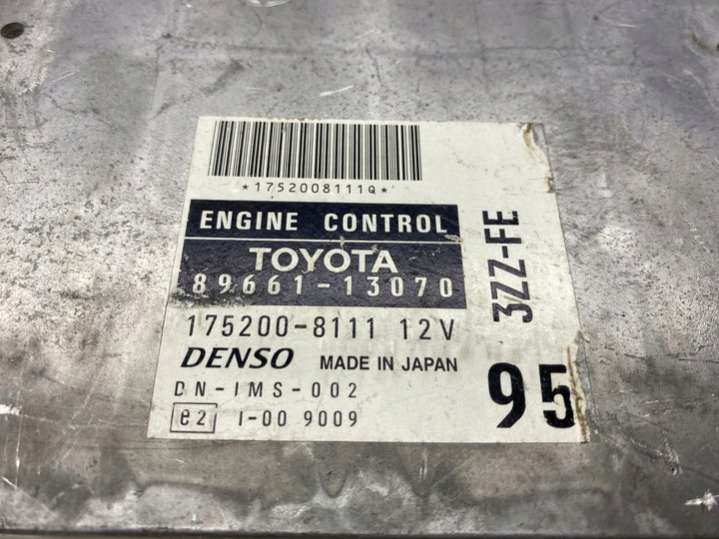 *1752008111Q*
ENGINE CONTROL
TOYOTA
89661-13070
175200-8111 12V
DENSO MADE IN JAPAN
DN-IMS-002
e2 I-00 9009
3ZZ-FE
95